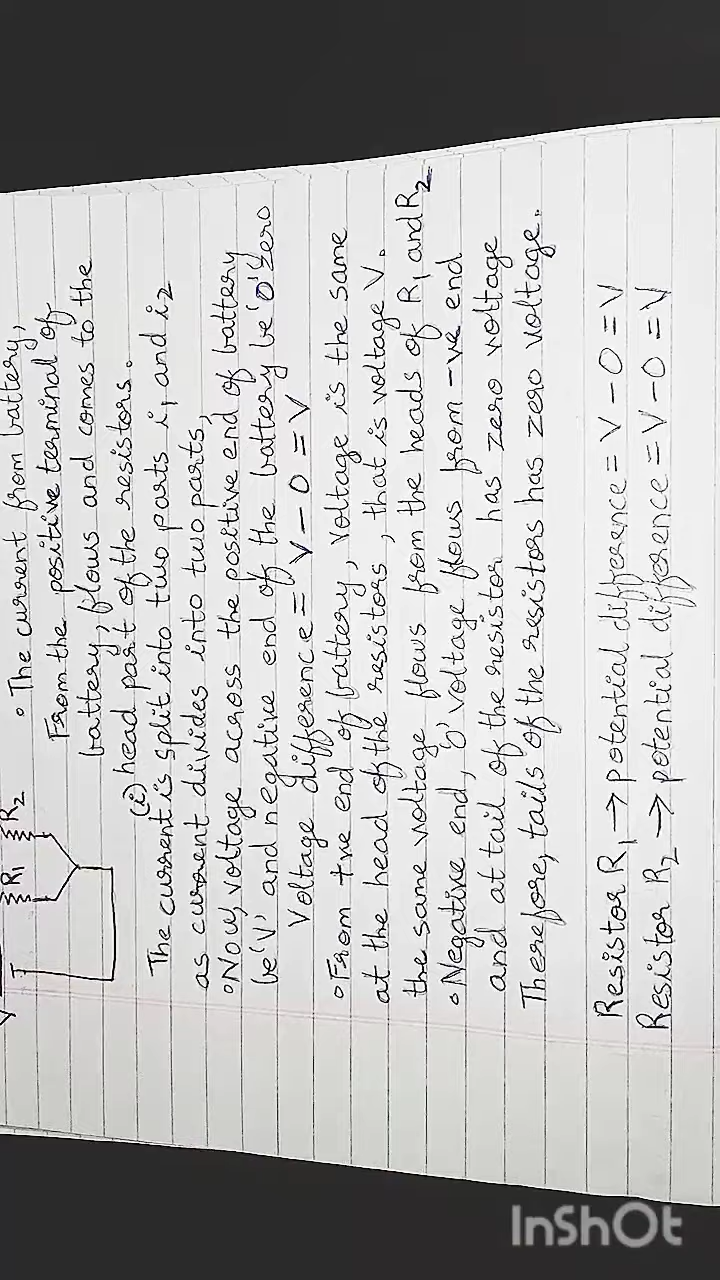 R1 R2
• The current from battery,
From the positive terminal of
battery, flows and comes to the
(i) head part of the resistors.
The current is split into two parts i1 and i2
as current divides into two parts,
• Now, voltage across the positive end of battery
be 'V' and negative end of the battery be '0' zero
Voltage difference = V - 0 = V
• From +ve end of battery, voltage is the same
at the head of the resistors, that is voltage V.
the same voltage flows from the heads of R1 and R2
• Negative end, '0' voltage flows from -ve end
and at tail of the resistor has zero voltage
Therefore, tails of the resistors has zero voltage.
Resistor R1 → potential difference = V - 0 = V
Resistor R2 → potential difference = V - 0 = V
InShOt